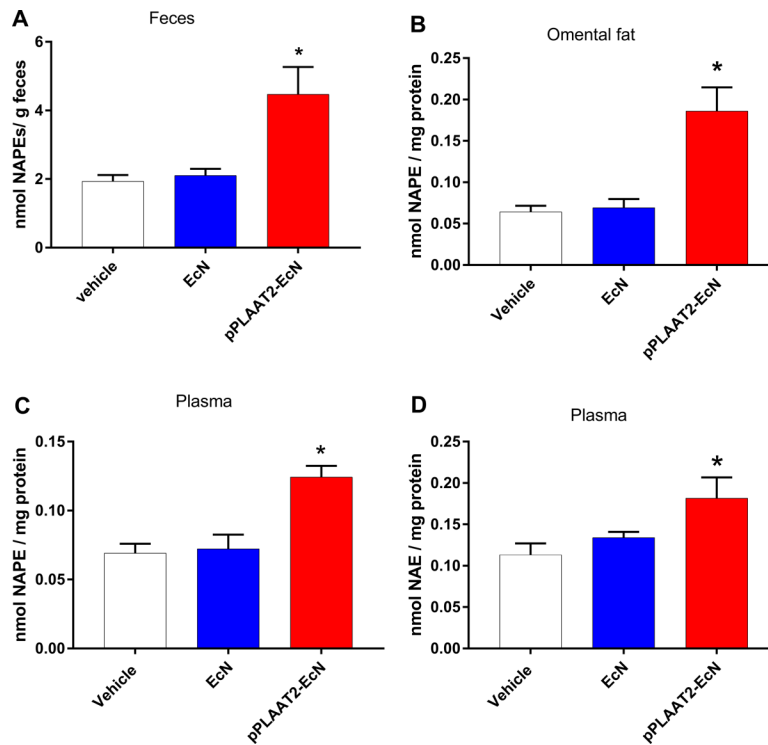 A
Feces
nmol NAPEs/ g feces
6
4
2
0
*
vehicle
EcN
pPLAAT2-EcN
B
Omental fat
nmol NAPE / mg protein
0.25
0.20
0.15
0.10
0.05
0.00
*
Vehicle
EcN
pPLAAT2-EcN
C
Plasma
nmol NAPE / mg protein
0.15
0.10
0.05
0.00
*
Vehicle
EcN
pPLAAT2-EcN
D
Plasma
nmol NAE / mg protein
0.25
0.20
0.15
0.10
0.05
0.00
*
Vehicle
EcN
pPLAAT2-EcN